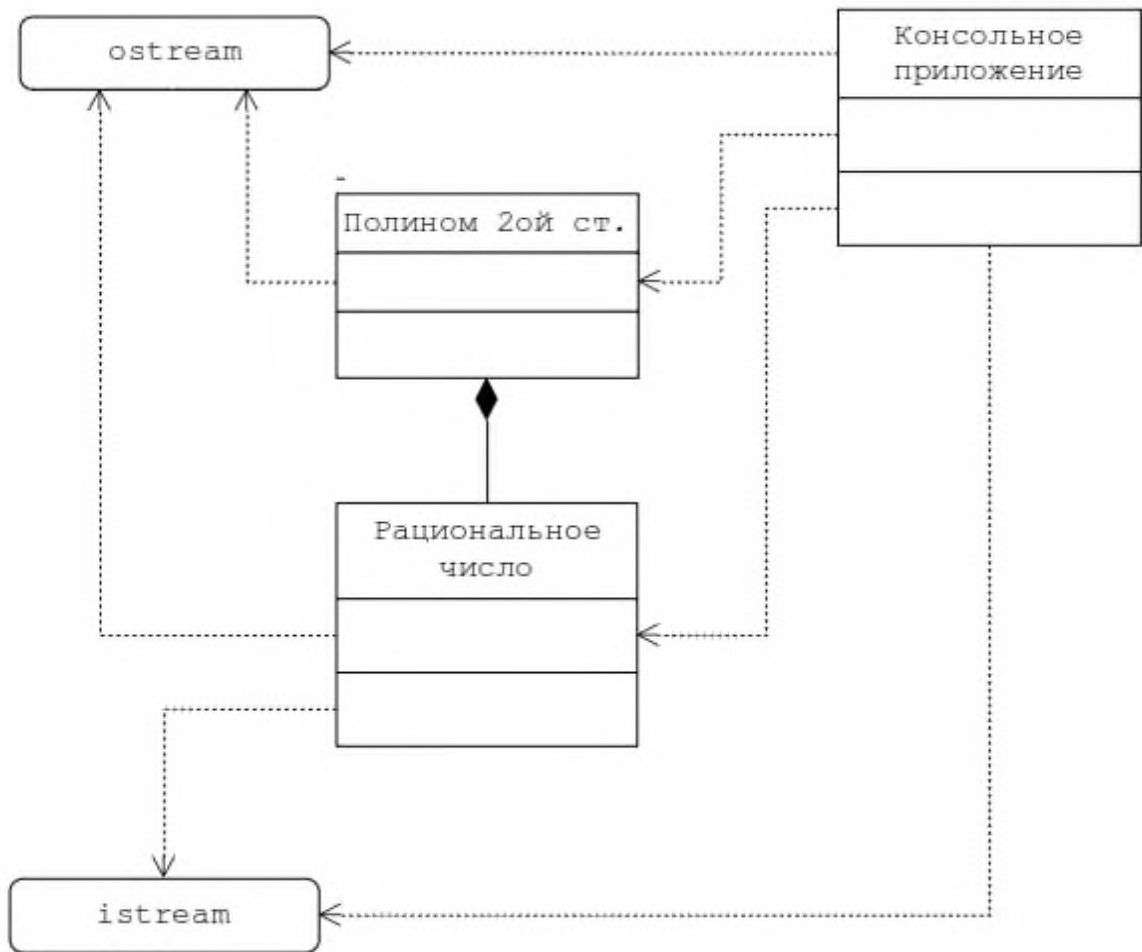 ostream
Консольное
приложение
Полином 2ой ст.
Рациональное
число
istream